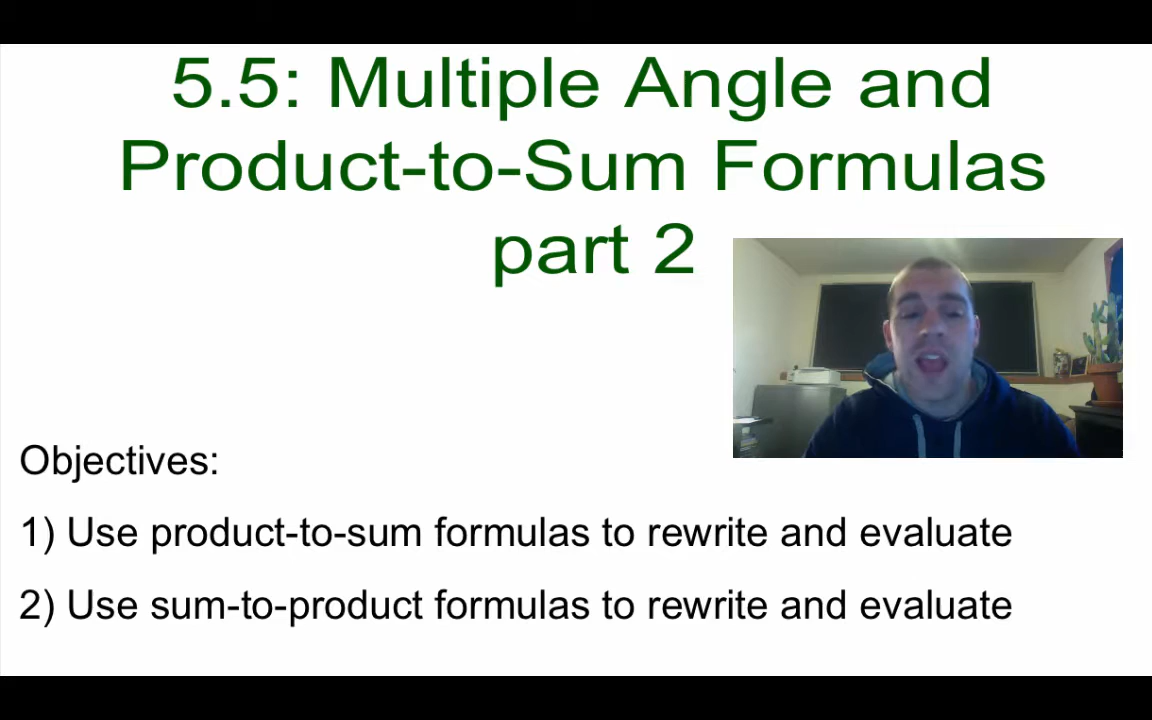 5.5: Multiple Angle and
Product-to-Sum Formulas
part 2
Objectives:
1) Use product-to-sum formulas to rewrite and evaluate
2) Use sum-to-product formulas to rewrite and evaluate